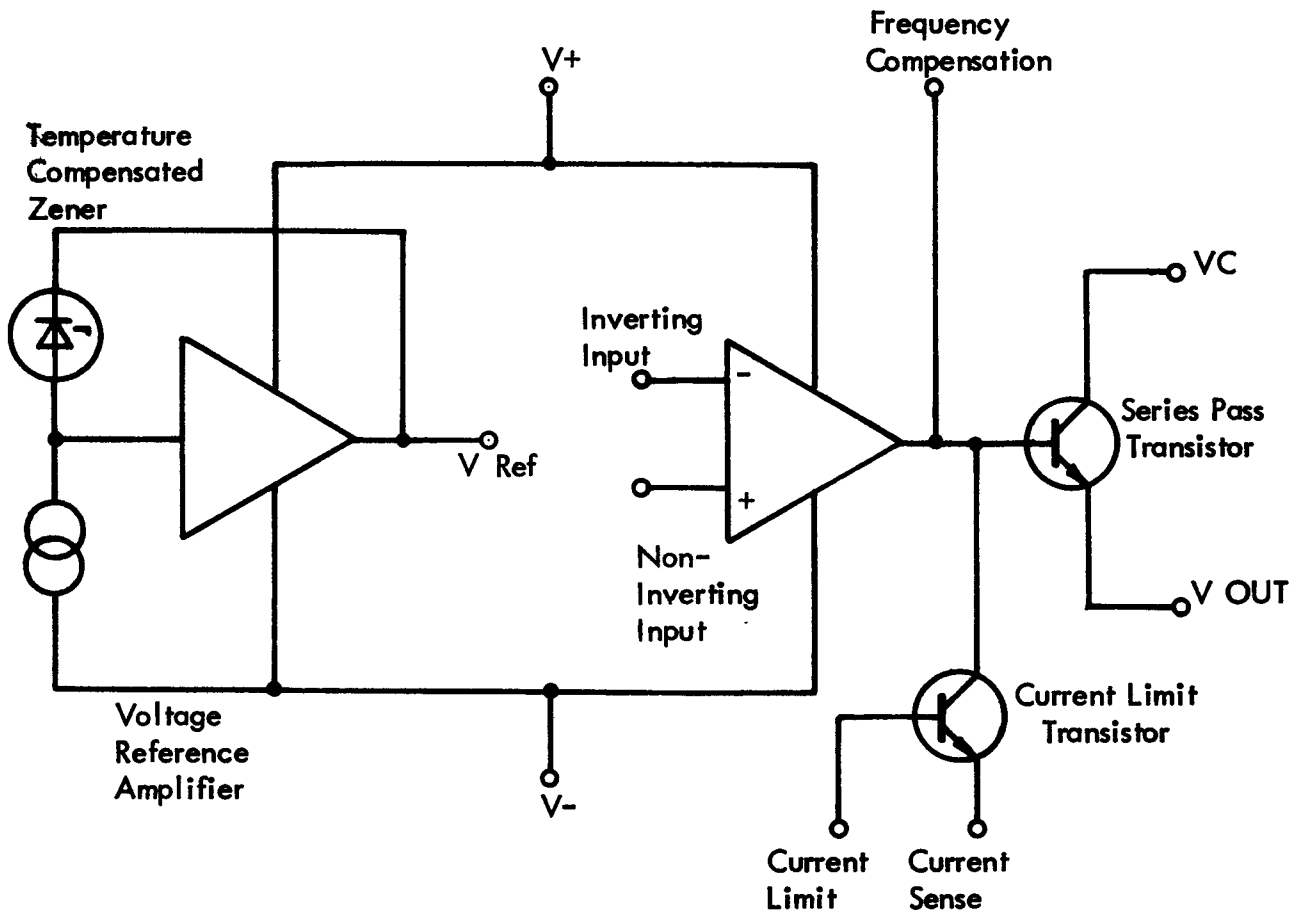 Frequency
Compensation
V+
Temperature
Compensated
Zener
VC
Inverting
Input
-
Series Pass
Transistor
V Ref
+
Non-
Inverting
Input
V OUT
Voltage
Reference
Amplifier
Current Limit
Transistor
V-
Current
Limit
Current
Sense